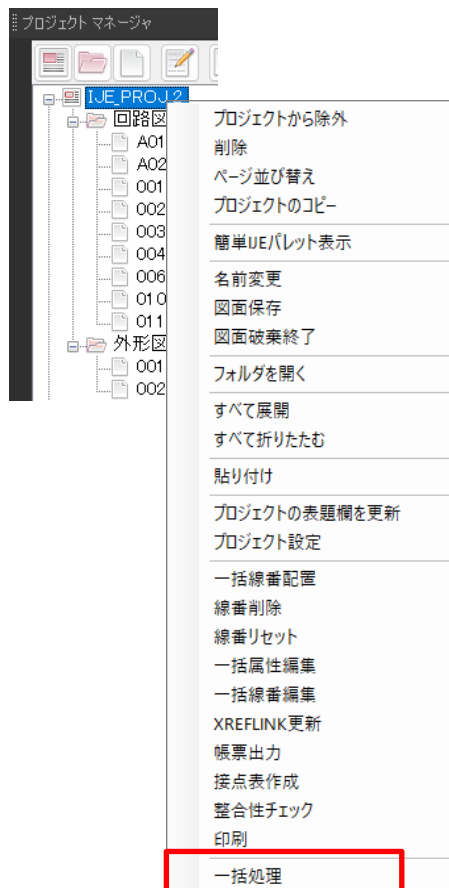 プロジェクト マネージャ
IJE_PROJ_2
回路図
A01
A02
001
002
003
004
006
010
011
外形図
001
002
プロジェクトから除外
削除
ページ並び替え
プロジェクトのコピー
簡単IJEパレット表示
名前変更
図面保存
図面破棄終了
フォルダを開く
すべて展開
すべて折りたたむ
貼り付け
プロジェクトの表題欄を更新
プロジェクト設定
一括線番配置
線番削除
線番リセット
一括属性編集
一括線番編集
XREFLINK更新
帳票出力
接点表作成
整合性チェック
印刷
一括処理